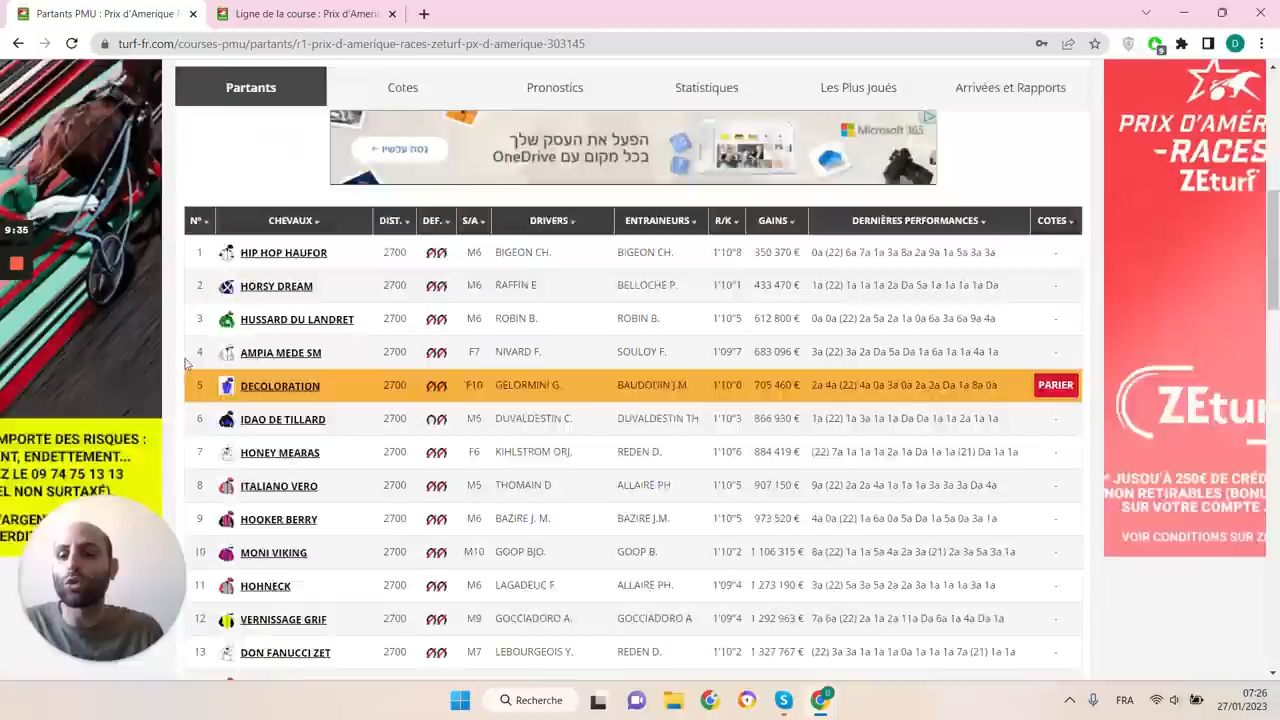 Partants PMU : Prix d'Amerique R
Ligne de la course : Prix d'Ameri
turf-fr.com/courses-pmu/partants/r1-prix-d-amerique-races-zeturf-px-d-amerique-303145
Partants Cotes Pronostics Statistiques Les Plus Joués Arrivées et Rapports
הפעל את העסק שלך
בכל מקום עם OneDrive
נסה עכשיו
Microsoft 365
9:35
N° CHEVAUX DIST. DEF. S/A DRIVERS ENTRAINEURS R/K GAINS DERNIÈRES PERFORMANCES COTES
1 HIP HOP HAUFOR 2700 M6 BIGEON CH. BIGEON CH. 1'10"8 350 370 € 0a (22) 6a 7a 1a 3a 8a 2a 9a 1a 5a 3a 3a -
2 HORSY DREAM 2700 M6 RAFFIN E BELLOCHE P. 1'10"1 433 470 € 1a (22) 1a 1a 1a 2a Da 5a 1a 1a 1a 1a Da -
3 HUSSARD DU LANDRET 2700 M6 ROBIN B. ROBIN B. 1'10"5 612 800 € 0a 0a (22) 2a 5a 2a 1a 0a 6a 3a 6a 9a 4a -
4 AMPIA MEDE SM 2700 F7 NIVARD F. SOULOY F. 1'09"7 683 096 € 3a (22) 3a 2a Da 5a Da 1a 6a 1a 1a 4a 1a -
5 DECOLORATION 2700 F10 GELORMINI G. BAUDOUIN J.M. 1'10"0 705 460 € 2a 4a (22) 4a 0a 3a 0a 2a 2a Da 1a 8a 0a PARIER
6 IDAO DE TILLARD 2700 M5 DUVALDESTIN C. DUVALDESTIN TH 1'10"3 866 930 € 1a (22) 1a 3a 1a 1a Da Da 1a 1a 2a 1a 1a -
7 HONEY MEARAS 2700 F6 KIHLSTROM ORJ. REDEN D. 1'10"6 884 419 € (22) 7a 1a 1a 1a 2a 1a Da 1a 1a (21) Da 1a 1a -
8 ITALIANO VERO 2700 M5 THOMAIN D ALLAIRE PH 1'10"5 907 150 € 9a (22) 2a 4a 1a 1a 1a 3a 3a 3a Da 4a -
9 HOOKER BERRY 2700 M6 BAZIRE J. M. BAZIRE J.M. 1'10"5 973 520 € 4a 0a (22) 1a 6a 0a 5a Da 1a 5a 0a 3a 1a -
10 MONI VIKING 2700 M10 GOOP BJO. GOOP B. 1'10"2 1 106 315 € 8a (22) 1a 1a 5a 4a 2a 3a (21) 2a 3a 5a 3a 1a -
11 HOHNECK 2700 M6 LAGADEUC F ALLAIRE PH. 1'09"4 1 273 190 € 3a (22) 5a 3a 5a 2a 2a 3a 1a 1a 1a 3a 1a -
12 VERNISSAGE GRIF 2700 M9 GOCCIADORO A. GOCCIADORO A 1'09"5 1 292 963 € 7a 6a (22) 2a 1a 2a 11a Da 6a 1a 4a Da 1a -
13 DON FANUCCI ZET 2700 M7 LEBOURGEOIS Y. REDEN D. 1'10"2 1 327 767 € (22) 3a 3a 1a 1a 1a 0a 1a 1a 1a 7a (21) 1a 1a -
MPORTE DES RISQUES :
NT, ENDETTEMENT...
Z LE 09 74 75 13 13
EL NON SURTAXÉ).
'ARGEN
ERDIT
PRIX D'AMÉR
-RACES
ZEturf
ZEtur
* JUSQU'À 250€ DE CRÉD
NON RETIRABLES (BONU
SUR VOTRE COMPTE
VOIR CONDITIONS SUR Z
Recherche
FRA
07:26
27/01/2023